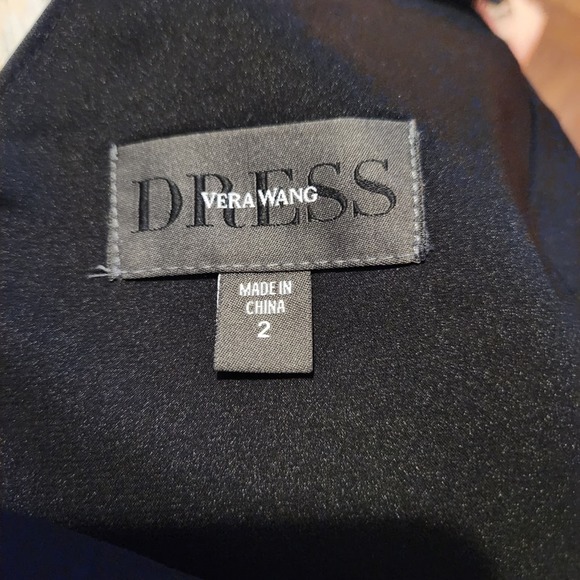 DRESS
VERA WANG
MADE IN
CHINA
2